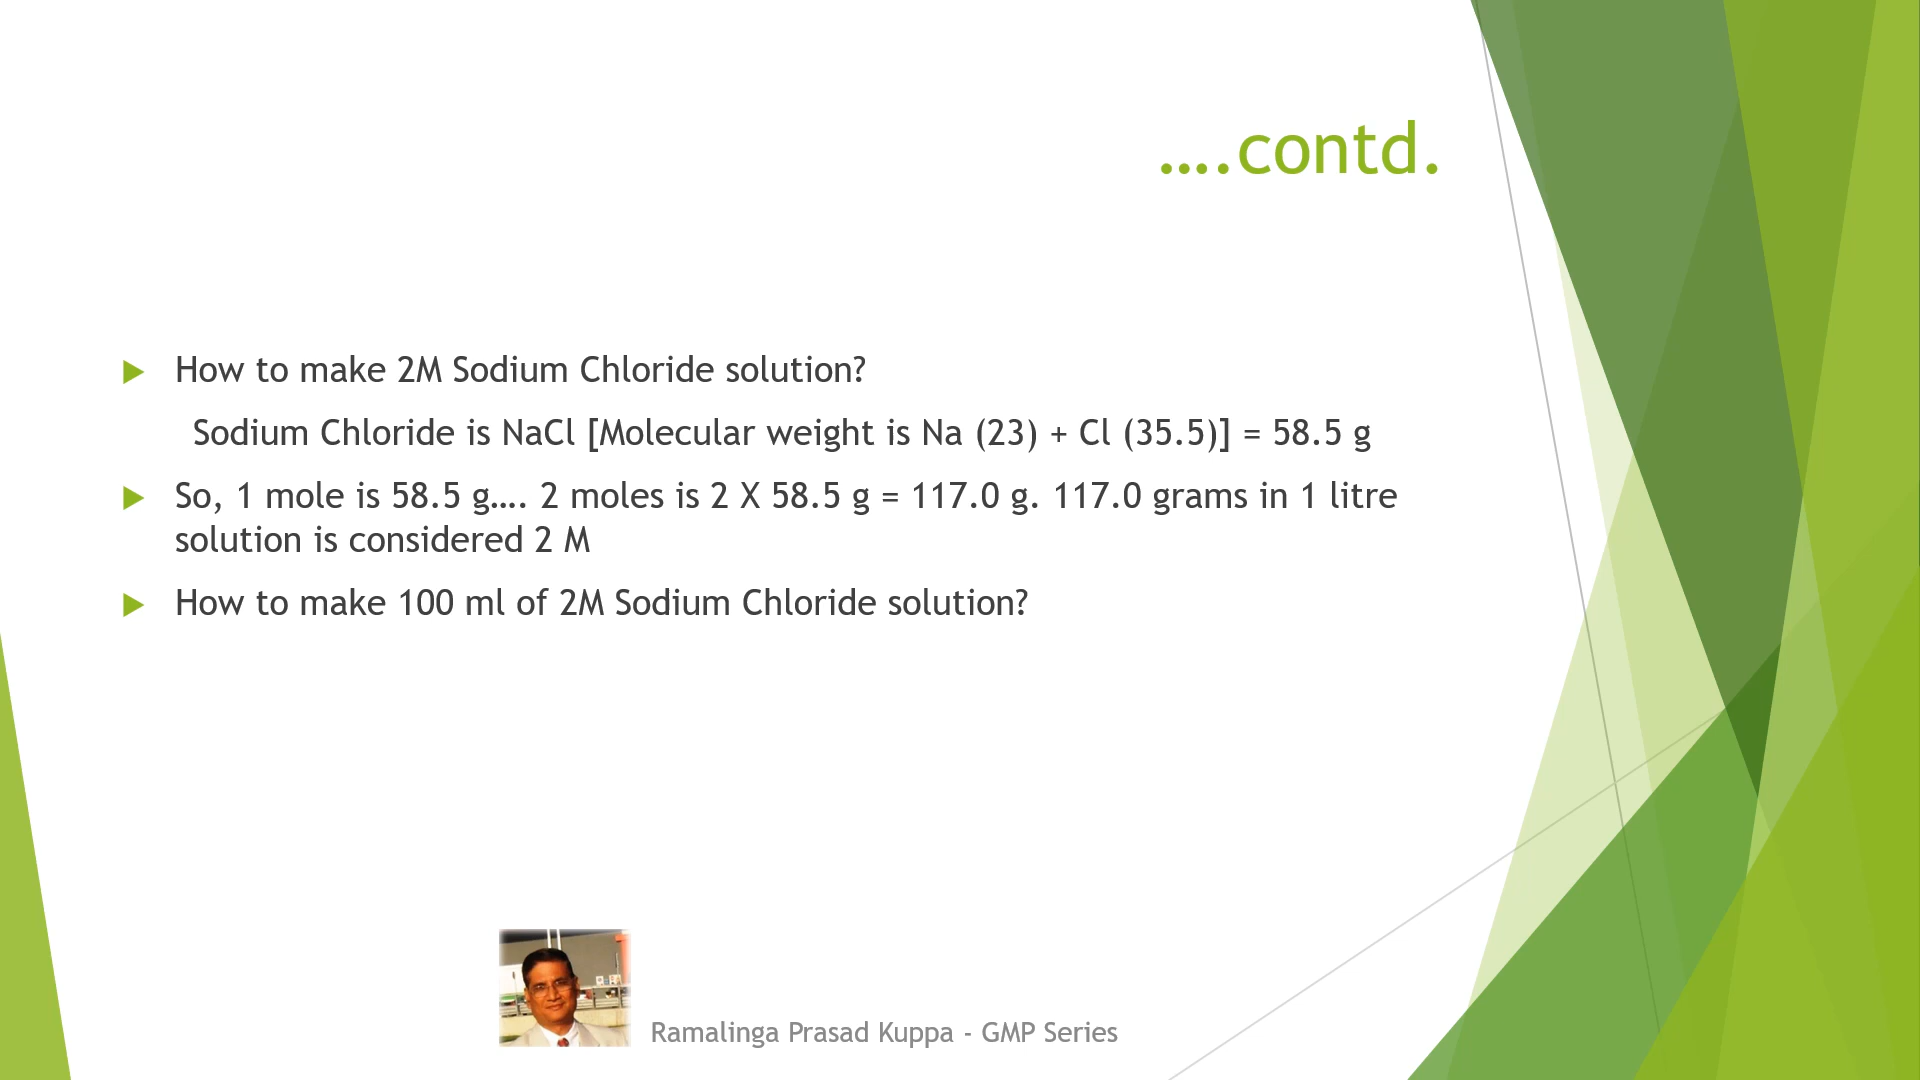 ....contd.
How to make 2M Sodium Chloride solution?
Sodium Chloride is NaCl [Molecular weight is Na (23) + Cl (35.5)] = 58.5 g
So, 1 mole is 58.5 g.... 2 moles is 2 X 58.5 g = 117.0 g. 117.0 grams in 1 litre
solution is considered 2 M
How to make 100 ml of 2M Sodium Chloride solution?
Ramalinga Prasad Kuppa - GMP Series